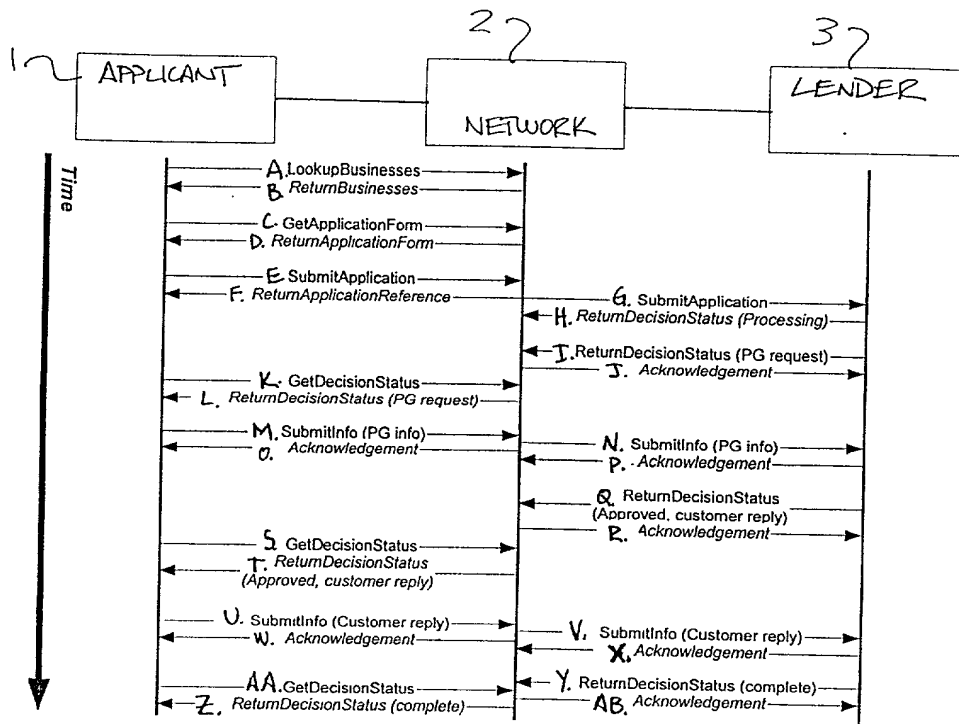 1
2
3
APPLICANT
NETWORK
LENDER
Time
A. LookupBusinesses
B. ReturnBusinesses
C. GetApplicationForm
D. ReturnApplicationForm
E SubmitApplication
F. ReturnApplicationReference
G. SubmitApplication
H. ReturnDecisionStatus (Processing)
I. ReturnDecisionStatus (PG request)
J. Acknowledgement
K. GetDecisionStatus
L. ReturnDecisionStatus (PG request)
M. SubmitInfo (PG info)
N. SubmitInfo (PG info)
O. Acknowledgement
P. Acknowledgement
Q. ReturnDecisionStatus
(Approved, customer reply)
R. Acknowledgement
S. GetDecisionStatus
T. ReturnDecisionStatus
(Approved, customer reply)
U. SubmitInfo (Customer reply)
V. SubmitInfo (Customer reply)
W. Acknowledgement
X. Acknowledgement
AA. GetDecisionStatus
Y. ReturnDecisionStatus (complete)
Z. ReturnDecisionStatus (complete)
AB. Acknowledgement